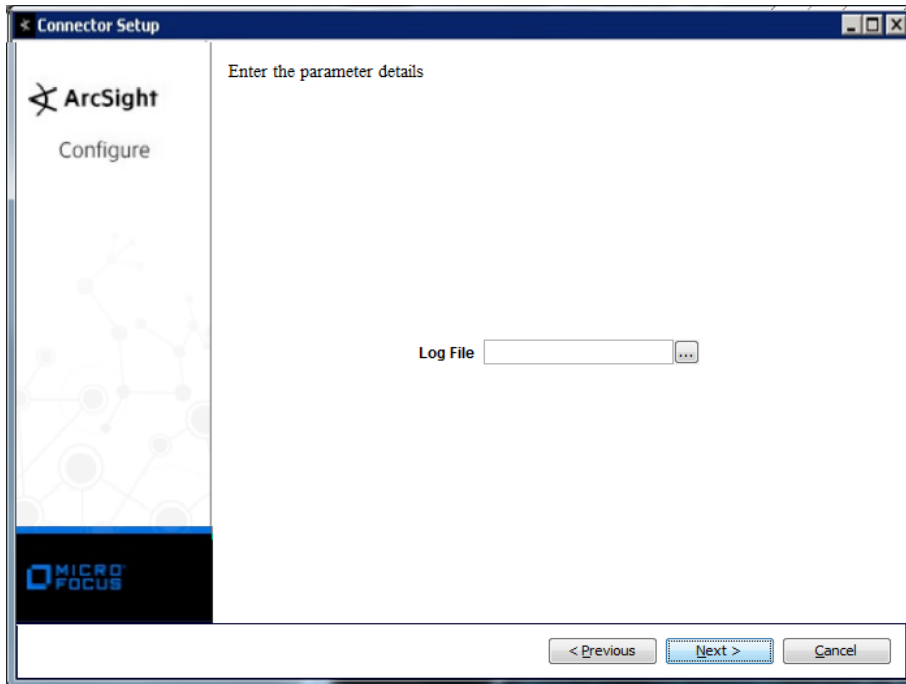 Connector Setup
ArcSight
Configure
Enter the parameter details
Log File
...
MICRO
FOCUS
< Previous
Next >
Cancel